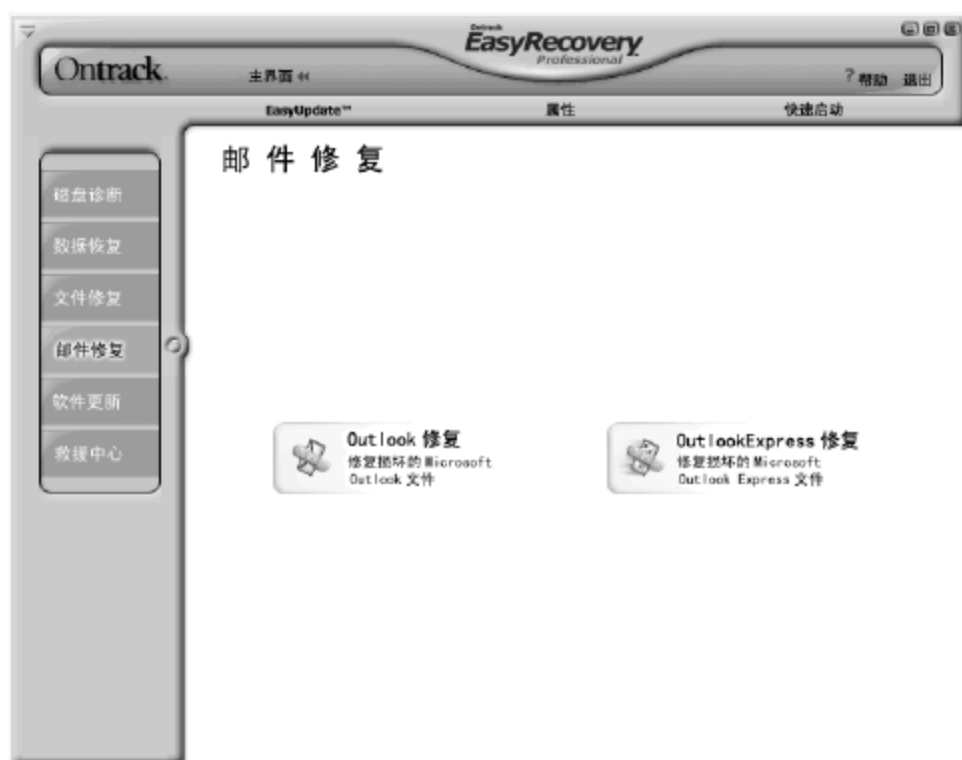 Ontrack
EasyRecovery
Professional
Ontrack.
主界面
? 帮助 退出
EasyUpdate™ 属性 快速启动
邮件修复
磁盘诊断
数据恢复
文件修复
邮件修复
软件更新
救援中心
Outlook 修复
修复损坏的 Microsoft
Outlook 文件
OutlookExpress 修复
修复损坏的 Microsoft
Outlook Express 文件